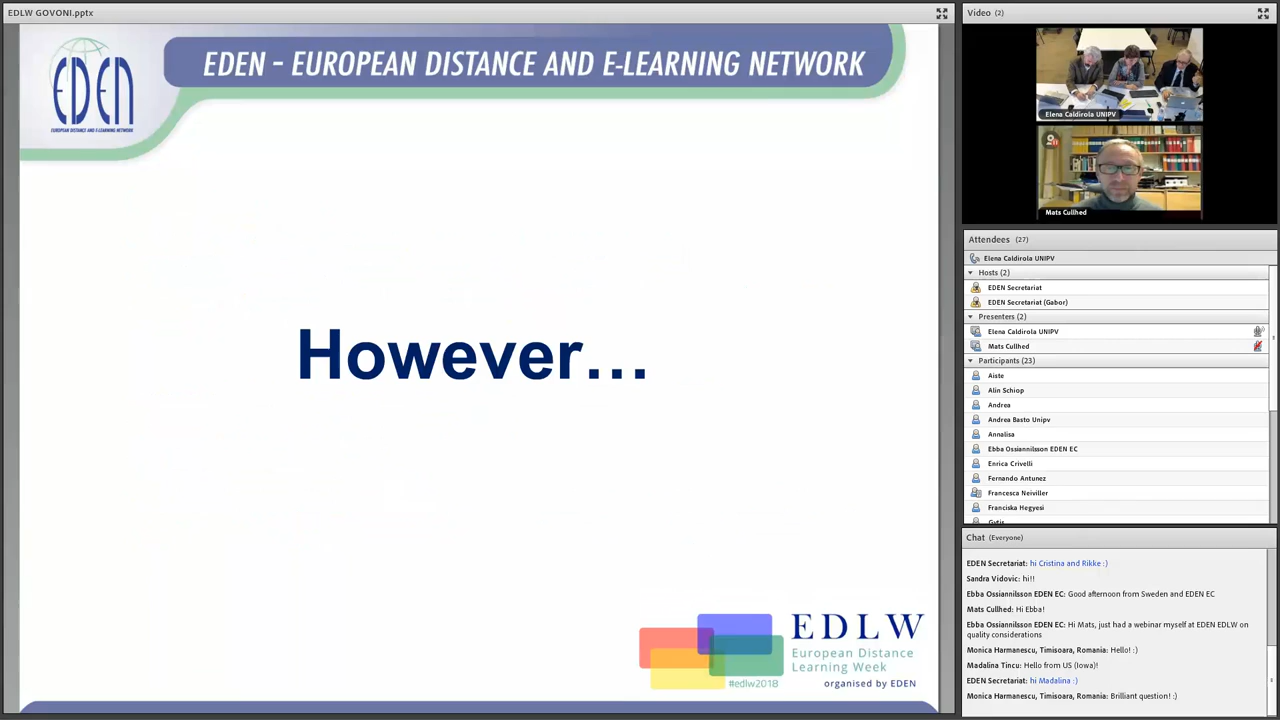 EDLW GOVONI.pptx
EDEN
EUROPEAN DISTANCE AND E-LEARNING NETWORK
EDEN - EUROPEAN DISTANCE AND E-LEARNING NETWORK
However...
EDLW
European Distance
Learning Week
#edlw2018
organised by EDEN
Video (2)
Elena Caldirola UNIPV
Mats Cullhed
Attendees (27)
Elena Caldirola UNIPV
Hosts (2)
EDEN Secretariat
EDEN Secretariat (Gabor)
Presenters (2)
Elena Caldirola UNIPV
Mats Cullhed
Participants (23)
Aiste
Alin Schiop
Andrea
Andrea Basto Unipv
Annalisa
Ebba Ossiannilsson EDEN EC
Enrica Crivelli
Fernando Antunez
Francesca Neiviller
Franciska Hegyesi
Gytis
Chat (Everyone)
EDEN Secretariat: hi Cristina and Rikke :)
Sandra Vidovic: hi!!
Ebba Ossiannilsson EDEN EC: Good afternoon from Sweden and EDEN EC
Mats Cullhed: Hi Ebba!
Ebba Ossiannilsson EDEN EC: Hi Mats, just had a webinar myself at EDEN EDLW on
quality considerations
Monica Harmanescu, Timisoara, Romania: Hello! :)
Madalina Tincu: Hello from US (Iowa)!
EDEN Secretariat: hi Madalina :)
Monica Harmanescu, Timisoara, Romania: Brilliant question! :)